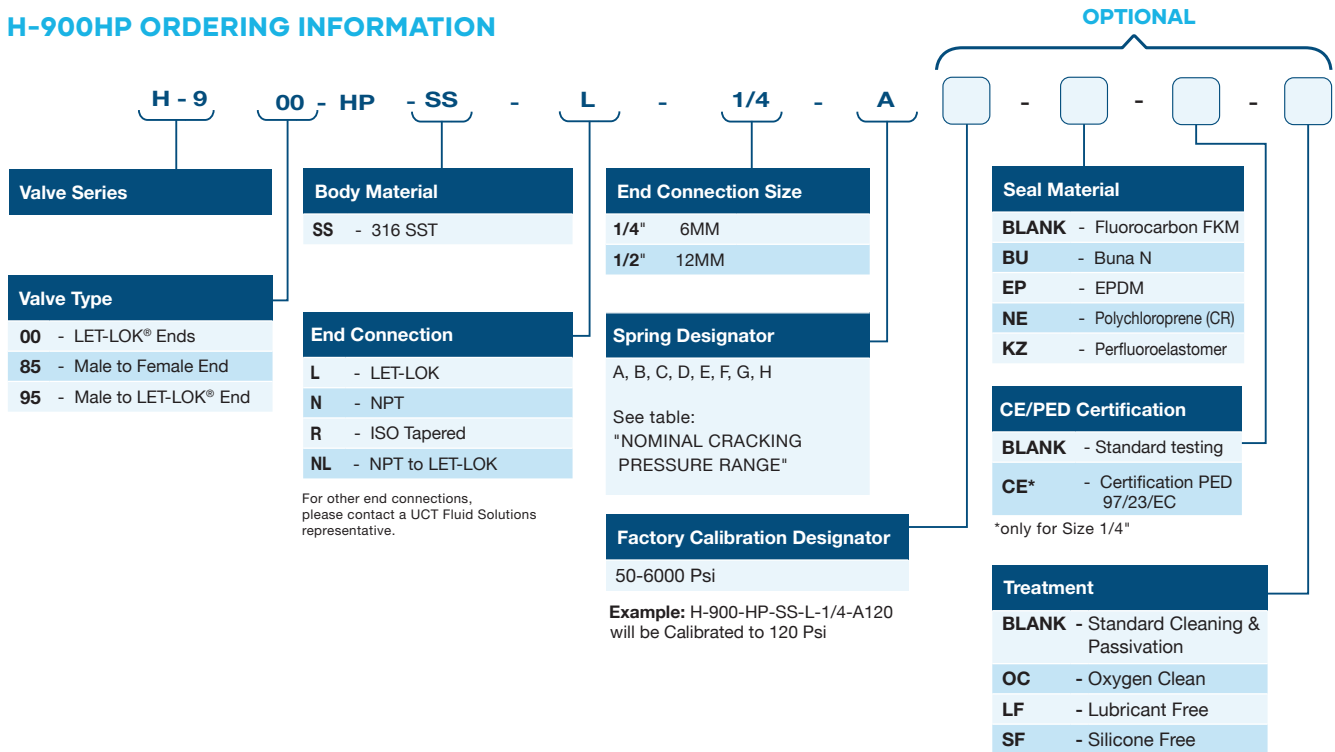 H-900HP ORDERING INFORMATION
OPTIONAL
H - 9 00 - HP - SS - L - 1/4 - A - - -
Valve Series
Valve Type
00 - LET-LOK® Ends
85 - Male to Female End
95 - Male to LET-LOK® End
Body Material
SS - 316 SST
End Connection
L - LET-LOK
N - NPT
R - ISO Tapered
NL - NPT to LET-LOK
For other end connections,
please contact a UCT Fluid Solutions
representative.
End Connection Size
1/4" 6MM
1/2" 12MM
Spring Designator
A, B, C, D, E, F, G, H
See table:
"NOMINAL CRACKING
PRESSURE RANGE"
Factory Calibration Designator
50-6000 Psi
Example: H-900-HP-SS-L-1/4-A120
will be Calibrated to 120 Psi
Seal Material
BLANK - Fluorocarbon FKM
BU - Buna N
EP - EPDM
NE - Polychloroprene (CR)
KZ - Perfluoroelastomer
CE/PED Certification
BLANK - Standard testing
CE* - Certification PED
97/23/EC
*only for Size 1/4"
Treatment
BLANK - Standard Cleaning &
Passivation
OC - Oxygen Clean
LF - Lubricant Free
SF - Silicone Free